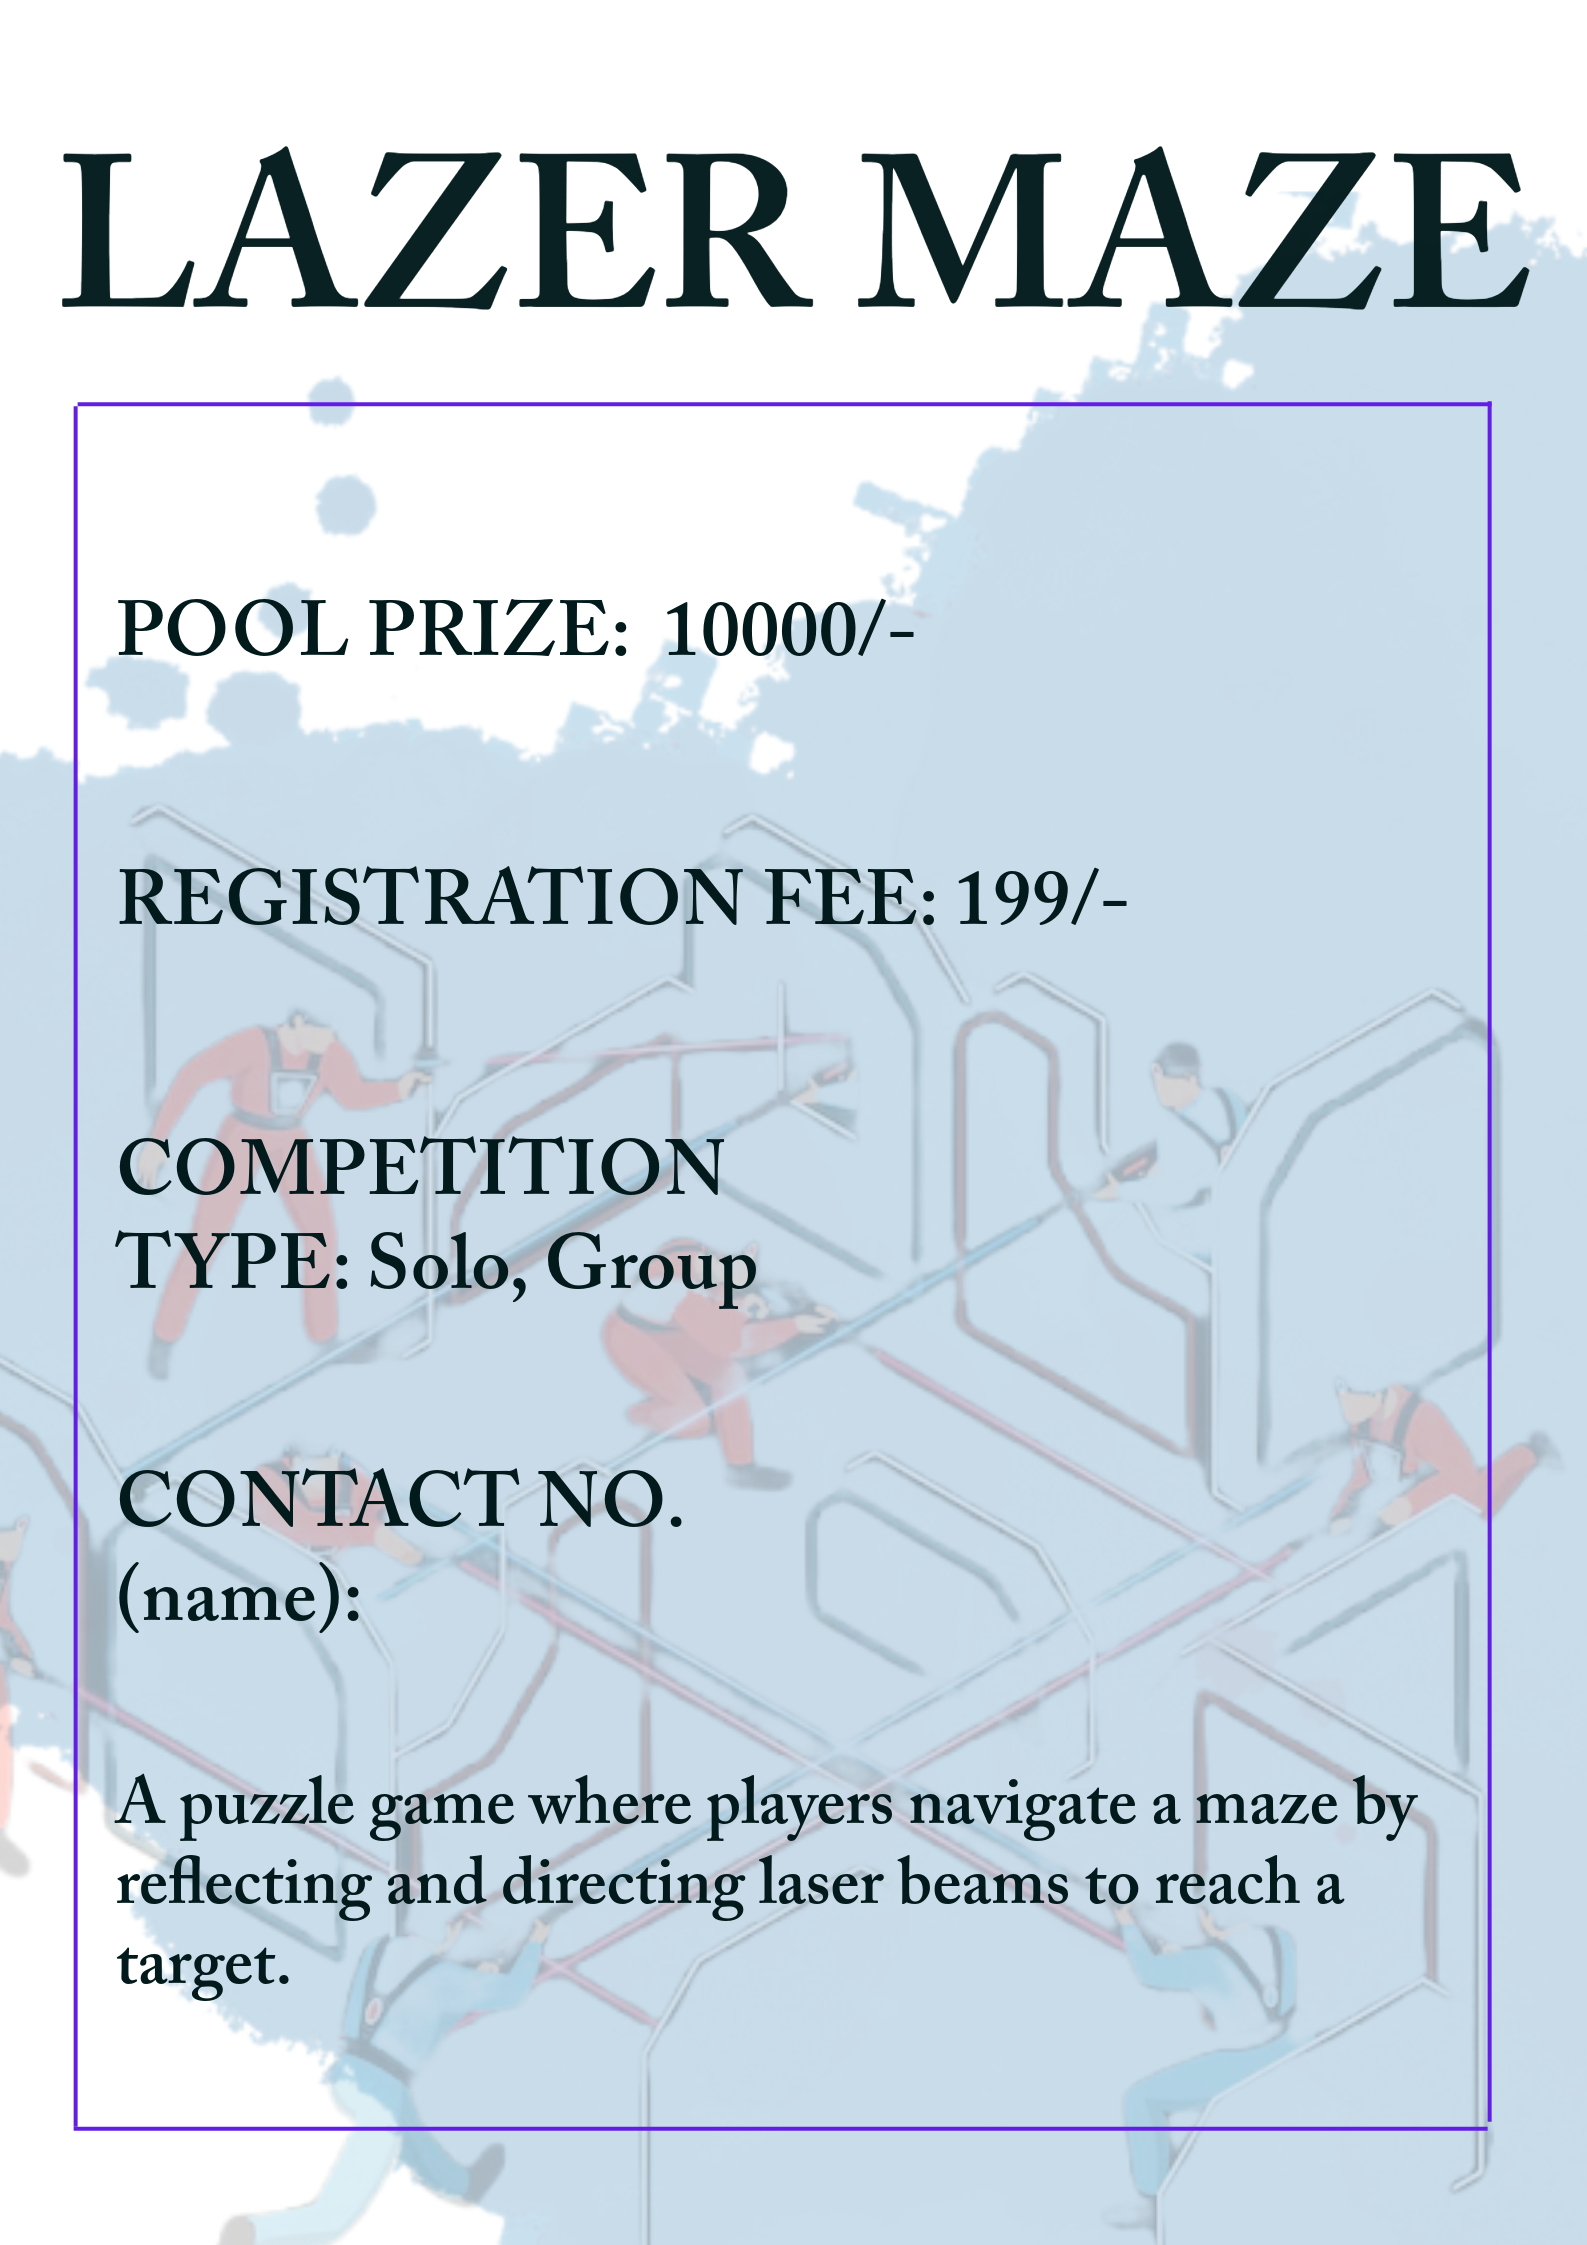 LAZER MAZE
POOL PRIZE: 10000/-
REGISTRATION FEE: 199/-
COMPETITION
TYPE: Solo, Group
CONTACT NO.
(name):
A puzzle game where players navigate a maze by
reflecting and directing laser beams to reach a
target.